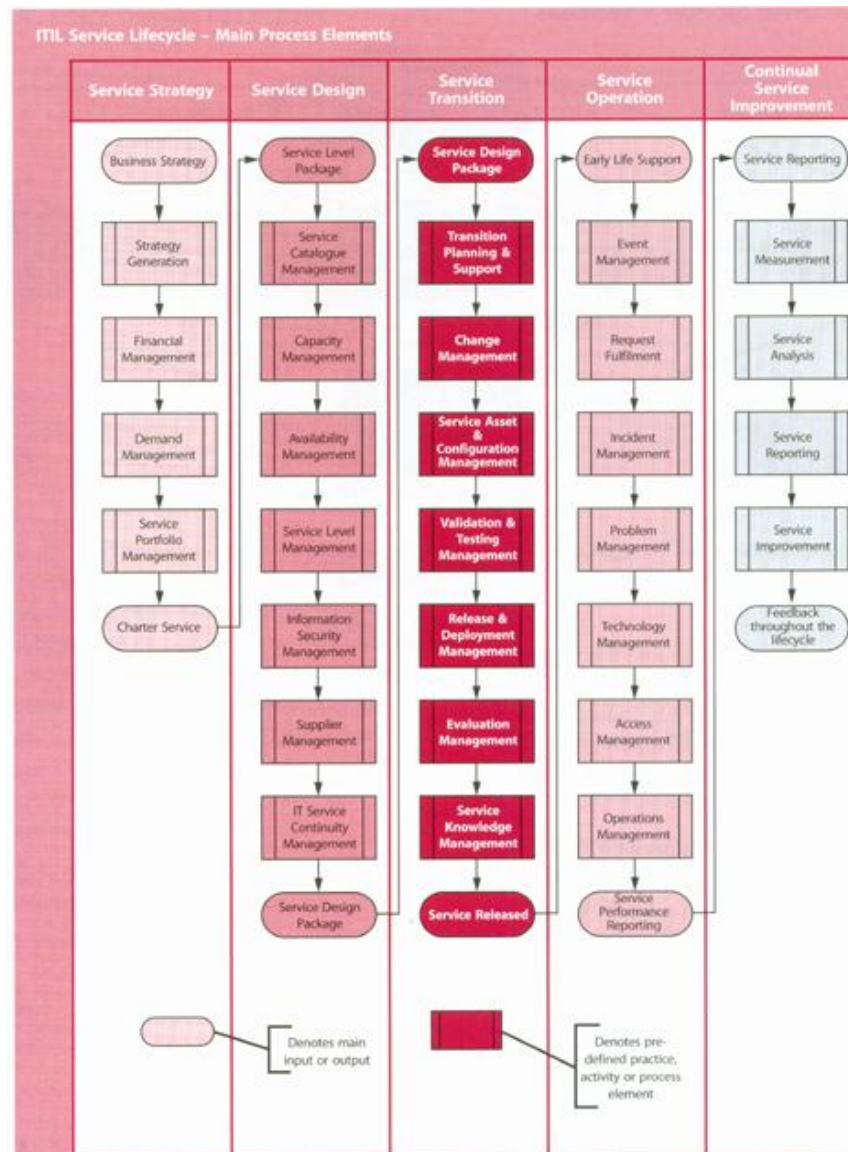 ITIL Service Lifecycle – Main Process Elements
Service Strategy
Service Design
Service
Transition
Service
Operation
Continual
Service
Improvement
Business Strategy
Strategy
Generation
Financial
Management
Demand
Management
Service
Portfolio
Management
Charter Service
Service Level
Package
Service
Catalogue
Management
Capacity
Management
Availability
Management
Service Level
Management
Information
Security
Management
Supplier
Management
IT Service
Continuity
Management
Service Design
Package
Service Design
Package
Transition
Planning &
Support
Change
Management
Service Asset
&
Configuration
Management
Validation &
Testing
Management
Release &
Deployment
Management
Evaluation
Management
Service
Knowledge
Management
Service Released
Early Life Support
Event
Management
Request
Fulfilment
Incident
Management
Problem
Management
Technology
Management
Access
Management
Operations
Management
Service
Performance
Reporting
Service Reporting
Service
Measurement
Service
Analysis
Service
Reporting
Service
Improvement
Feedback
throughout the
lifecycle
Denotes main
input or output
Denotes pre-
defined practice,
activity or process
element